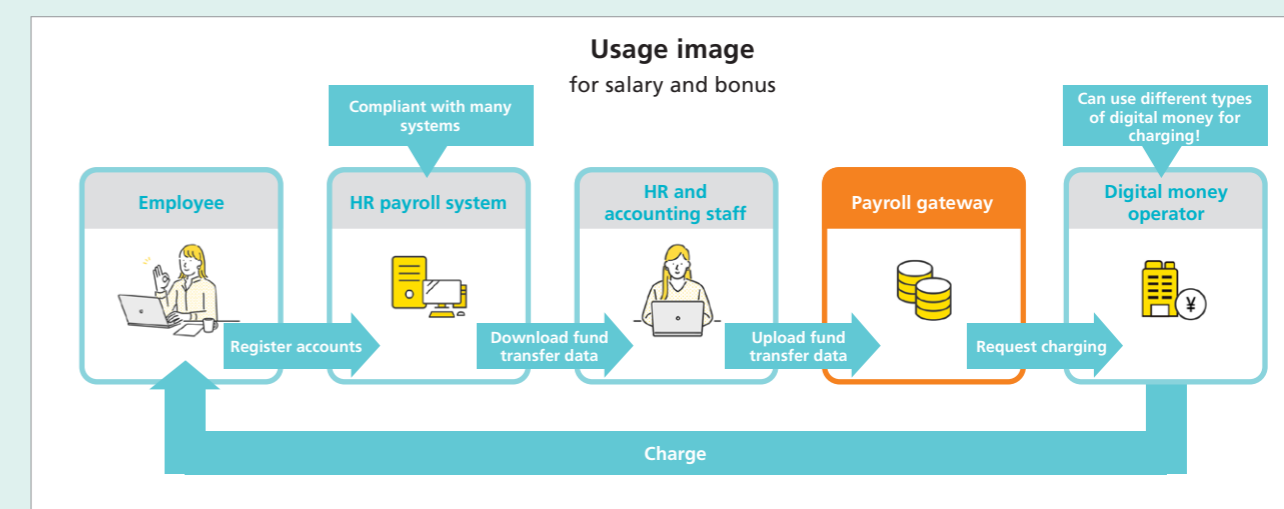 Usage image
for salary and bonus
Compliant with many
systems
Can use different types
of digital money for
charging!
Employee
HR payroll system
HR and
accounting staff
Payroll gateway
Digital money
operator
¥
Register accounts
Download fund
transfer data
Upload fund
transfer data
Request charging
Charge